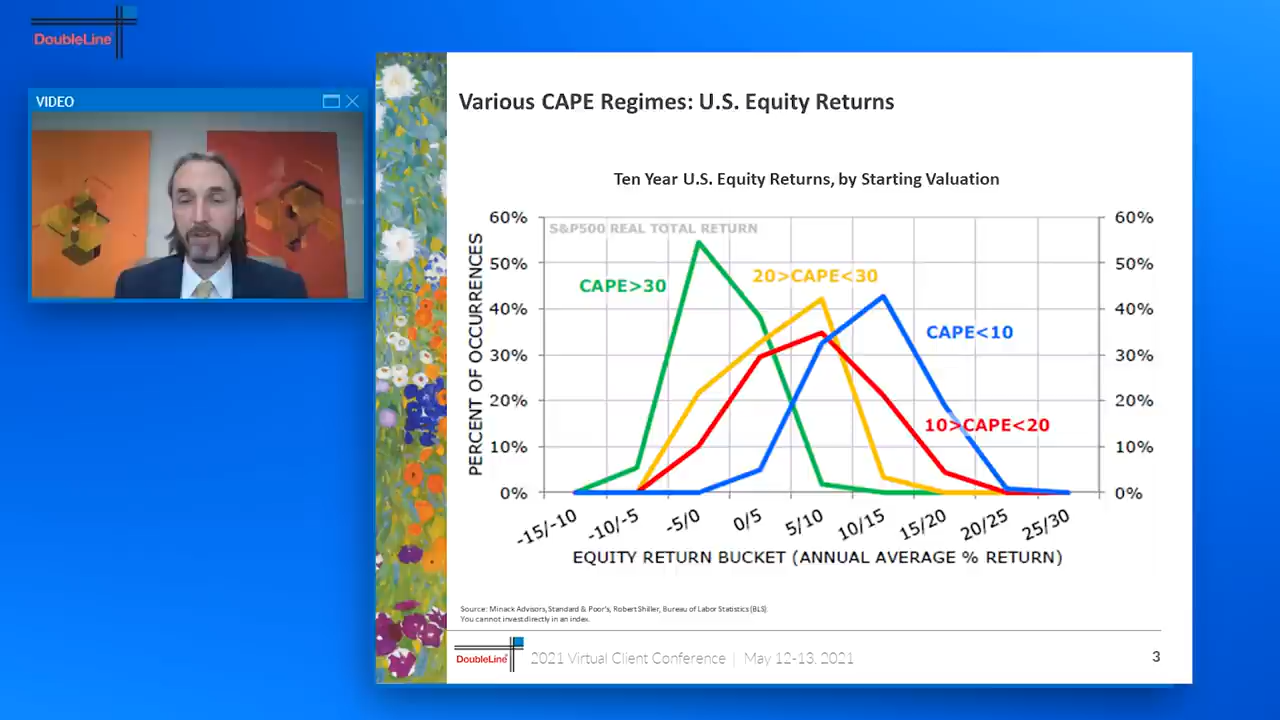 DoubleLine
VIDEO
Various CAPE Regimes: U.S. Equity Returns
Ten Year U.S. Equity Returns, by Starting Valuation
S&P500 REAL TOTAL RETURN
PERCENT OF OCCURRENCES
60%
50%
40%
30%
20%
10%
0%
60%
50%
40%
30%
20%
10%
0%
CAPE>30
20>CAPE<30
CAPE<10
10>CAPE<20
-15/-10
-10/-5
-5/0
0/5
5/10
10/15
15/20
20/25
25/30
EQUITY RETURN BUCKET (ANNUAL AVERAGE % RETURN)
Source: Minack Advisors, Standard & Poor's, Robert Shiller, Bureau of Labor Statistics (BLS).
You cannot invest directly in an index.
DoubleLine
2021 Virtual Client Conference | May 12-13, 2021
3